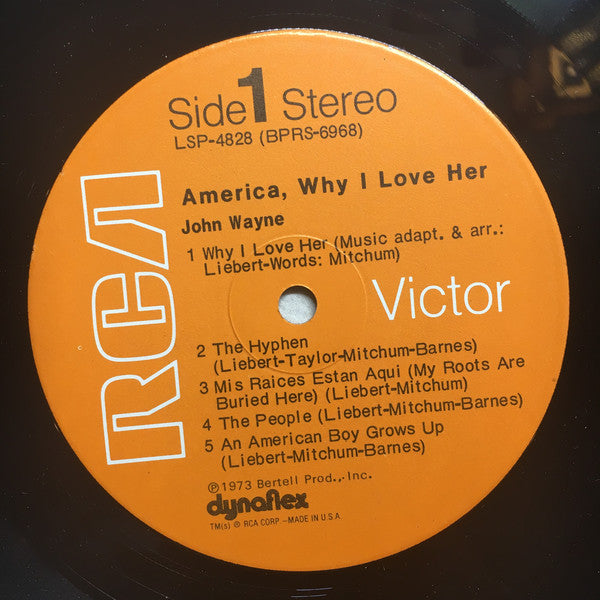 Side 1 Stereo
LSP-4828 (BPRS-6968)
America, Why I Love Her
John Wayne
1 Why I Love Her (Music adapt. & arr.:
Liebert-Words: Mitchum)
RCA
Victor
2 The Hyphen
(Liebert-Taylor-Mitchum-Barnes)
3 Mis Raices Estan Aqui (My Roots Are
Buried Here) (Liebert-Mitchum)
4 The People (Liebert-Mitchum-Barnes)
5 An American Boy Grows Up
(Liebert-Mitchum-Barnes)
℗1973 Bertell Prod., Inc.
dynaflex
TM(s) ® RCA CORP.-MADE IN U.S.A.